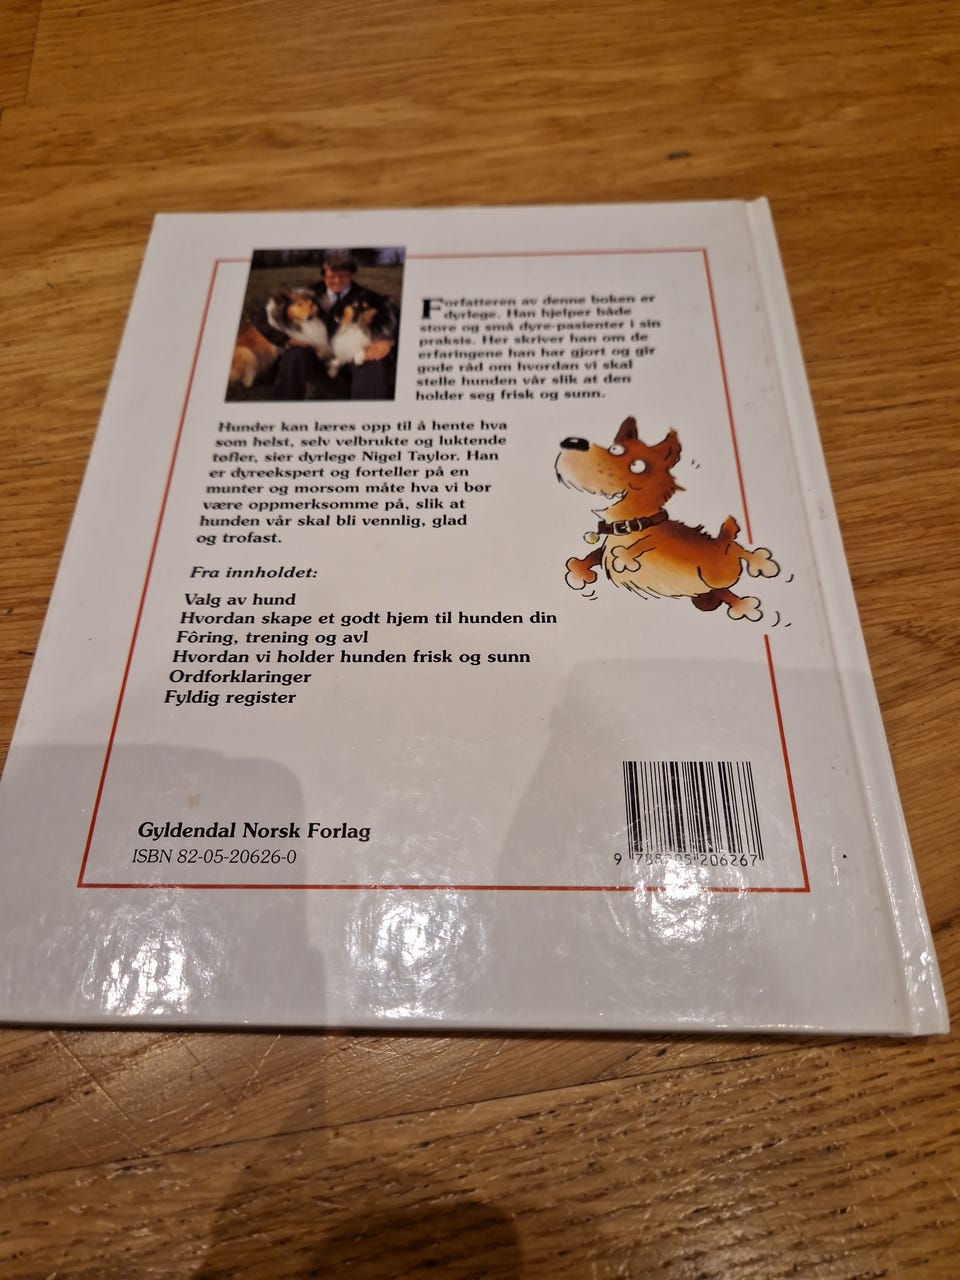 Forfatteren av denne boken er
dyrlege. Han hjelper både
store og små dyre-pasienter i sin
praksis. Her skriver han om de
erfaringene han har gjort og gir
gode råd om hvordan vi skal
stelle hunden vår slik at den
holder seg frisk og sunn.
Hunder kan læres opp til å hente hva
som helst, selv velbrukte og luktende
tøfler, sier dyrlege Nigel Taylor. Han
er dyreekspert og forteller på en
munter og morsom måte hva vi bør
være oppmerksomme på, slik at
hunden vår skal bli vennlig, glad
og trofast.
Fra innholdet:
Valg av hund
Hvordan skape et godt hjem til hunden din
Fôring, trening og avl
Hvordan vi holder hunden frisk og sunn
Ordforklaringer
Fyldig register
Gyldendal Norsk Forlag
ISBN 82-05-20626-0
9 788205 206267